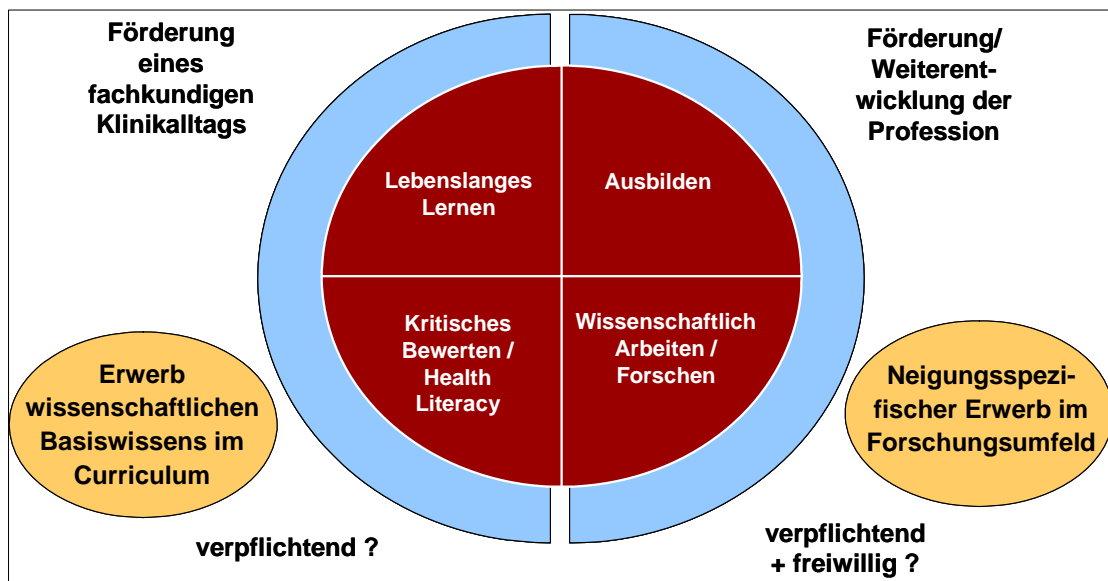 Förderung
eines
fachkundigen
Klinikalltags
Förderung/
Weiterent-
wicklung der
Profession
Lebenslanges
Lernen
Ausbilden
Kritisches
Bewerten /
Health
Literacy
Wissenschaftlich
Arbeiten /
Forschen
Erwerb
wissenschaftlichen
Basiswissens im
Curriculum
Neigungsspezi-
fischer Erwerb im
Forschungsumfeld
verpflichtend ?
verpflichtend
+ freiwillig ?